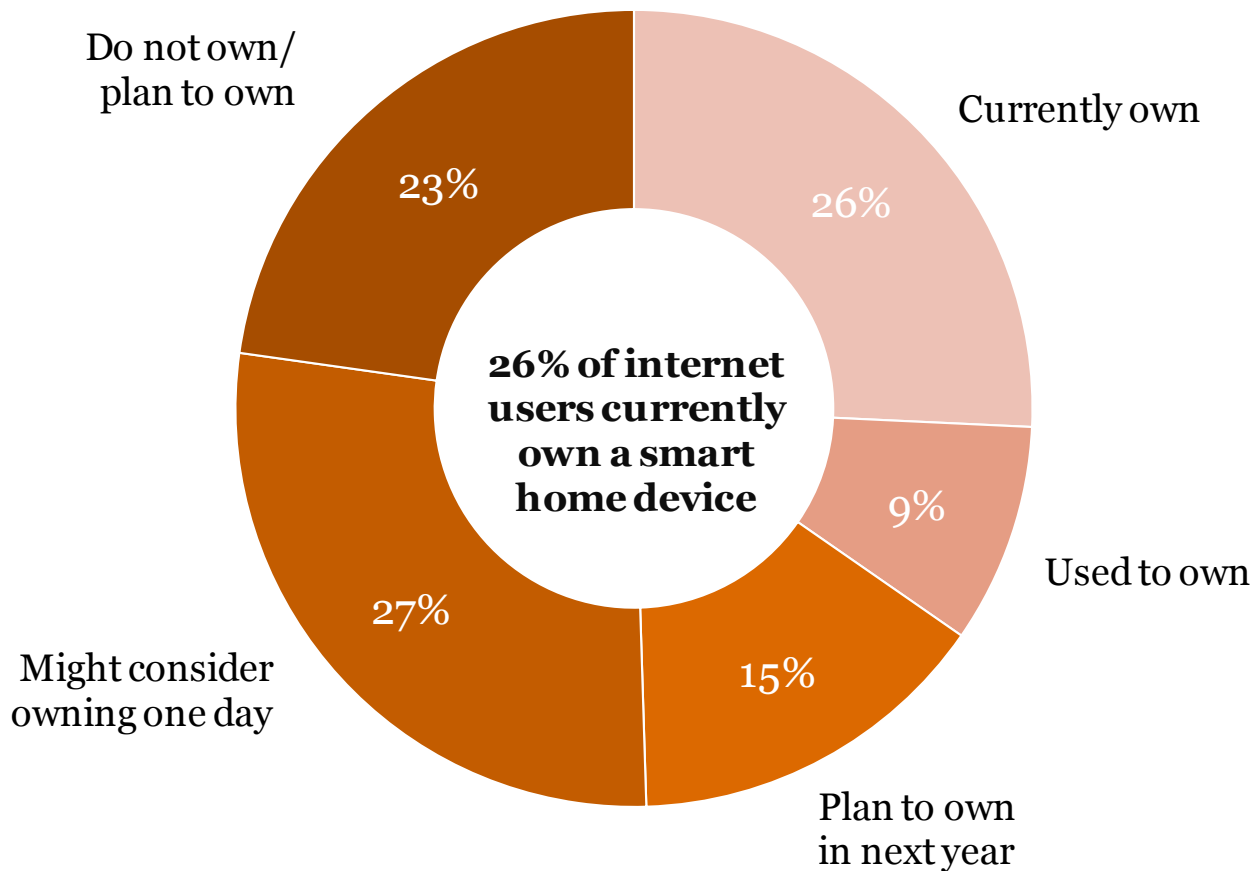 Do not own/
plan to own
Currently own
23%
26%
26% of internet
users currently
own a smart
home device
9%
Used to own
27%
15%
Might consider
owning one day
Plan to own
in next year